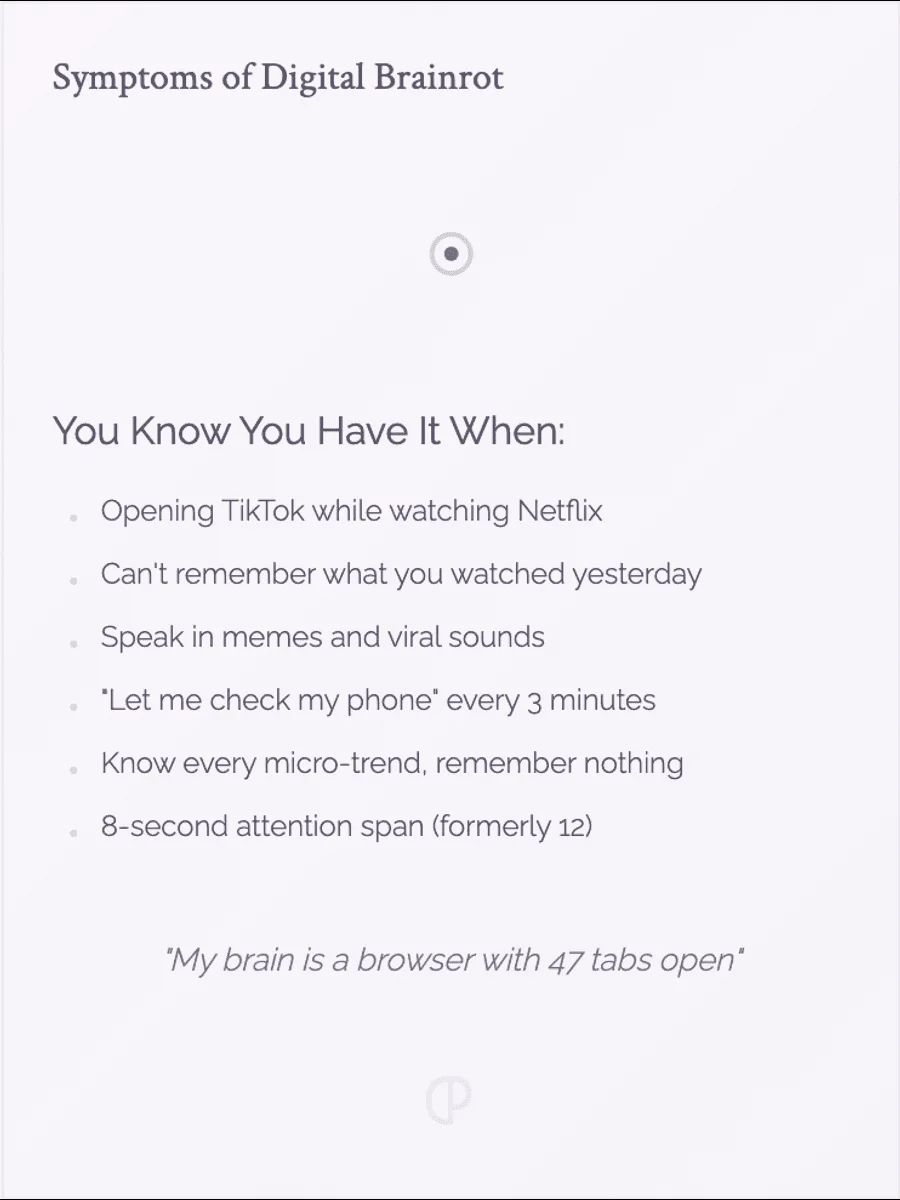 Symptoms of Digital Brainrot
You Know You Have It When:
Opening TikTok while watching Netflix
Can't remember what you watched yesterday
Speak in memes and viral sounds
"Let me check my phone" every 3 minutes
Know every micro-trend, remember nothing
8-second attention span (formerly 12)
"My brain is a browser with 47 tabs open"